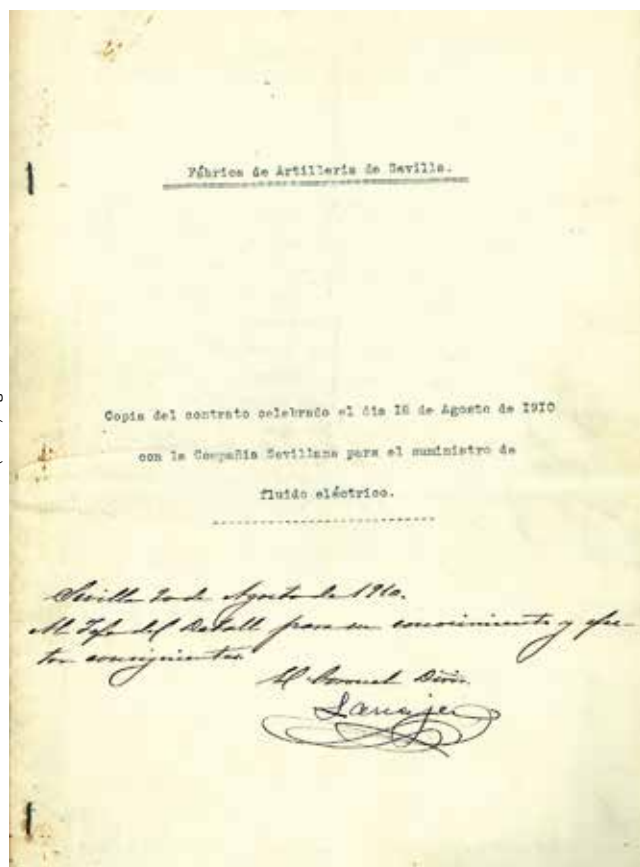 Fábrica de Artillería de Sevilla.
Copia del contrato celebrado el día 16 de Agosto de 1910
con la Compañía Sevillana para el suministro de
fluido eléctrico.
Sevilla 20 de Agosto de 1910.
Al Jefe del Detall para su conocimiento y efec-
tos consiguientes.
El Coronel Dirr.